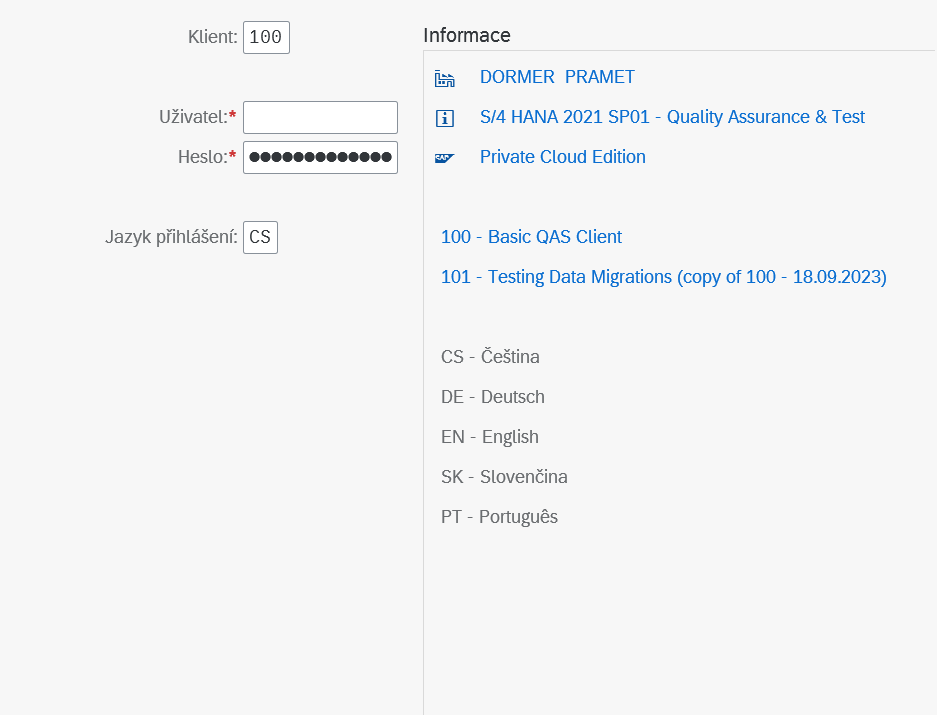 Klient: 100
Uživatel:*
Heslo:* ●●●●●●●●●●●●●
Jazyk přihlášení: CS
Informace
DORMER  PRAMET
S/4 HANA 2021 SP01 - Quality Assurance & Test
SAP Private Cloud Edition
100 - Basic QAS Client
101 - Testing Data Migrations (copy of 100 - 18.09.2023)
CS - Čeština
DE - Deutsch
EN - English
SK - Slovenčina
PT - Português